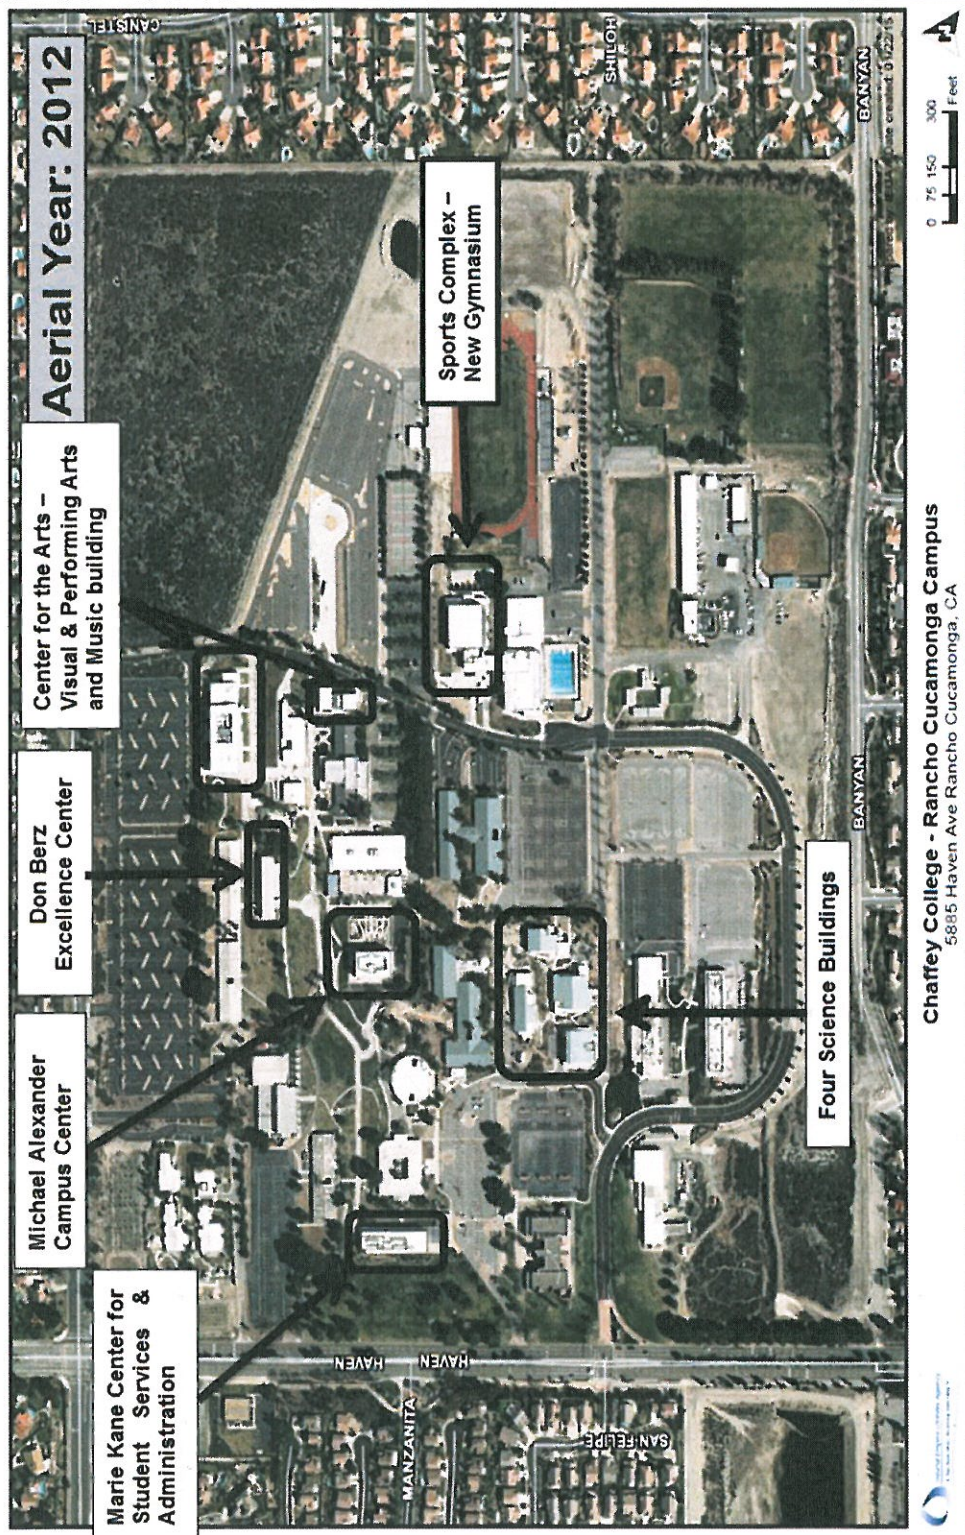 Aerial Year: 2012
Marie Kane Center for
Student Services &
Administration
Michael Alexander
Campus Center
Don Berz
Excellence Center
Center for the Arts –
Visual & Performing Arts
and Music building
Sports Complex –
New Gymnasium
Four Science Buildings
CANISTEL
SHILOH
BANYAN
BANYAN
HAVEN
HAVEN
HAVEN
HAVEN
MANZANITA
SAN FELIPE
Chaffey College - Rancho Cucamonga Campus
5885 Haven Ave Rancho Cucamonga, CA
0 75 150 300
Feet
N